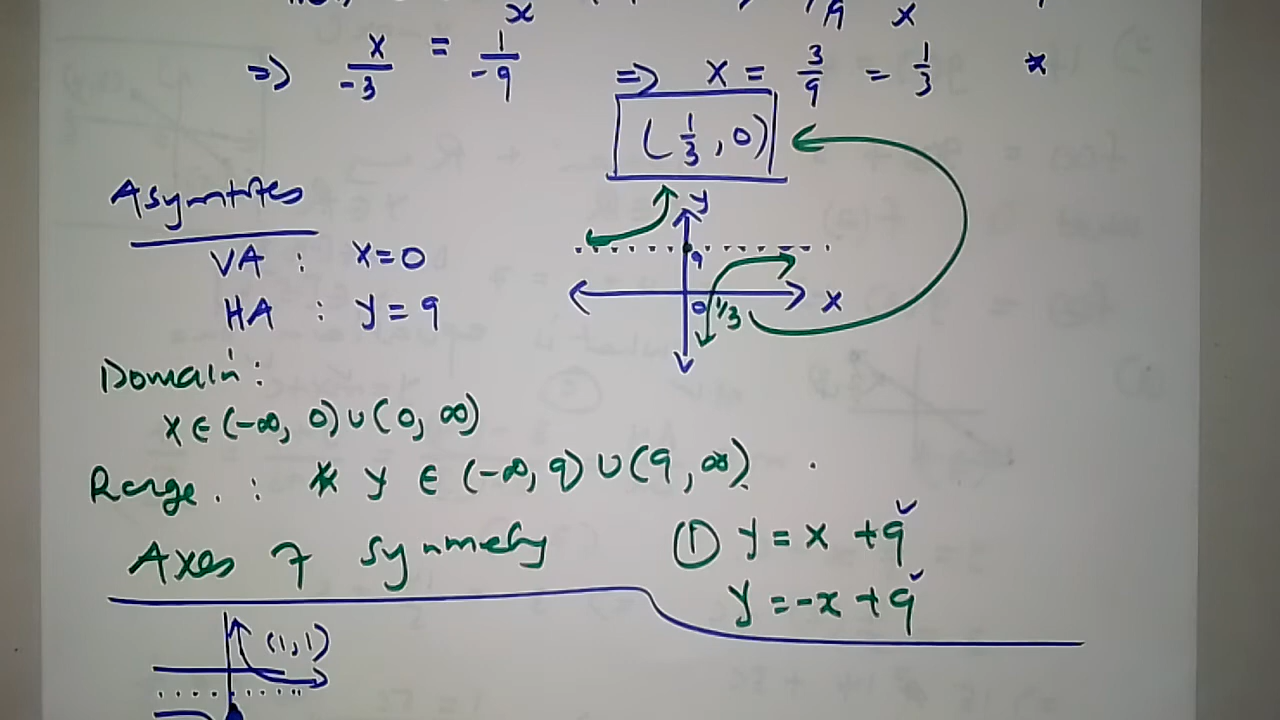 x x
=> x/-3 = 1/-9 => x = 3/9 = 1/3 *
(1/3, 0)
Asymtotes
VA : x=0
HA : y=9
y
9
0 1/3 x
Domain:
x ∈ (-∞, 0) ∪ (0, ∞)
Range. : * y ∈ (-∞, 9) ∪ (9, ∞).
Axes of symmetry ① y = x + 9
y = -x + 9
(1,1)